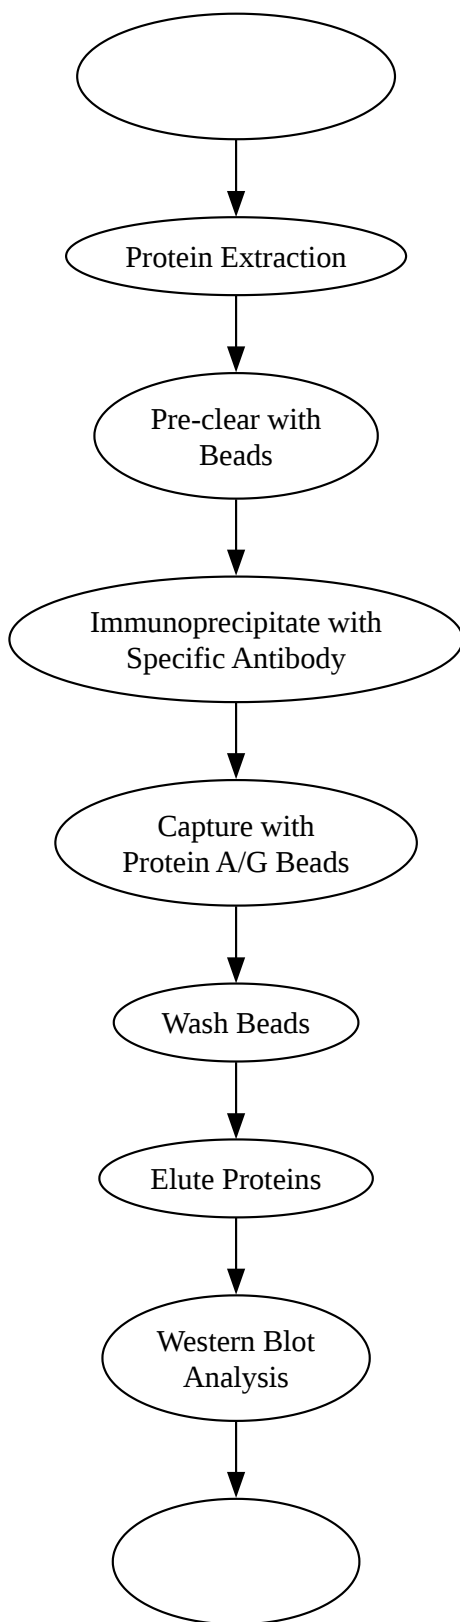 Protein Extraction
Pre-clear with
Beads
Immunoprecipitate with
Specific Antibody
Capture with
Protein A/G Beads
Wash Beads
Elute Proteins
Western Blot
Analysis